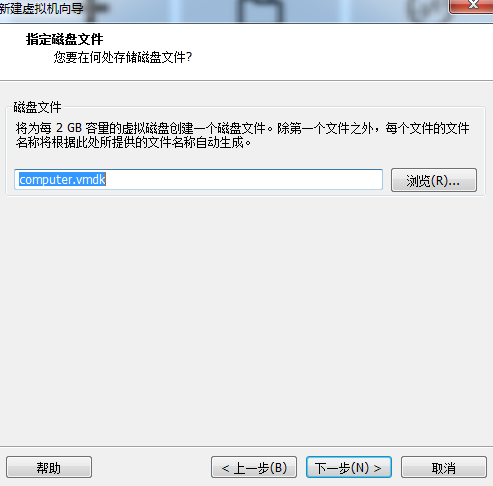 新建虚拟机向导
指定磁盘文件
您要在何处存储磁盘文件?
磁盘文件
将为每 2 GB 容量的虚拟磁盘创建一个磁盘文件。除第一个文件之外，每个文件的文件
名称将根据此处所提供的文件名称自动生成。
computer.vmdk
浏览(R)...
帮助
< 上一步(B)
下一步(N) >
取消